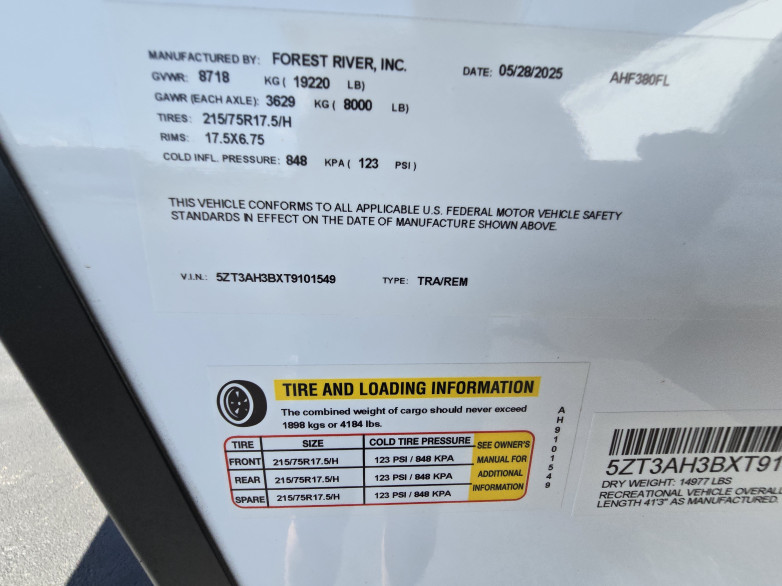 MANUFACTURED BY: FOREST RIVER, INC. DATE: 05/28/2025 AHF380FL
GVWR: 8718 KG ( 19220 LB)
GAWR (EACH AXLE): 3629 KG ( 8000 LB)
TIRES: 215/75R17.5/H
RIMS: 17.5X6.75
COLD INFL. PRESSURE: 848 KPA ( 123 PSI )
THIS VEHICLE CONFORMS TO ALL APPLICABLE U.S. FEDERAL MOTOR VEHICLE SAFETY
STANDARDS IN EFFECT ON THE DATE OF MANUFACTURE SHOWN ABOVE.
V.I.N.: 5ZT3AH3BXT9101549 TYPE: TRA/REM
TIRE AND LOADING INFORMATION
The combined weight of cargo should never exceed
1898 kgs or 4184 lbs.
TIRE SIZE COLD TIRE PRESSURE
FRONT 215/75R17.5/H 123 PSI / 848 KPA
REAR 215/75R17.5/H 123 PSI / 848 KPA
SPARE 215/75R17.5/H 123 PSI / 848 KPA
SEE OWNER'S
MANUAL FOR
ADDITIONAL
INFORMATION
AH9101549
5ZT3AH3BXT91
DRY WEIGHT: 14977 LBS
RECREATIONAL VEHICLE OVERALL
LENGTH 41'3" AS MANUFACTURED.